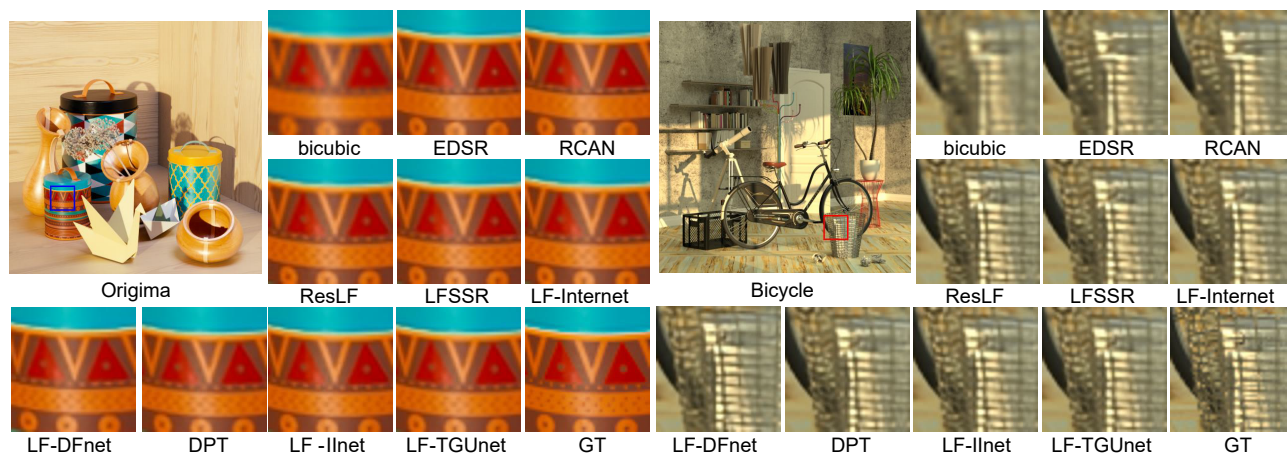 bicubic EDSR RCAN bicubic EDSR RCAN
Origima ResLF LFSSR LF-Internet Bicycle ResLF LFSSR LF-Internet
LF-DFnet DPT LF -IInet LF-TGUnet GT LF-DFnet DPT LF-IInet LF-TGUnet GT